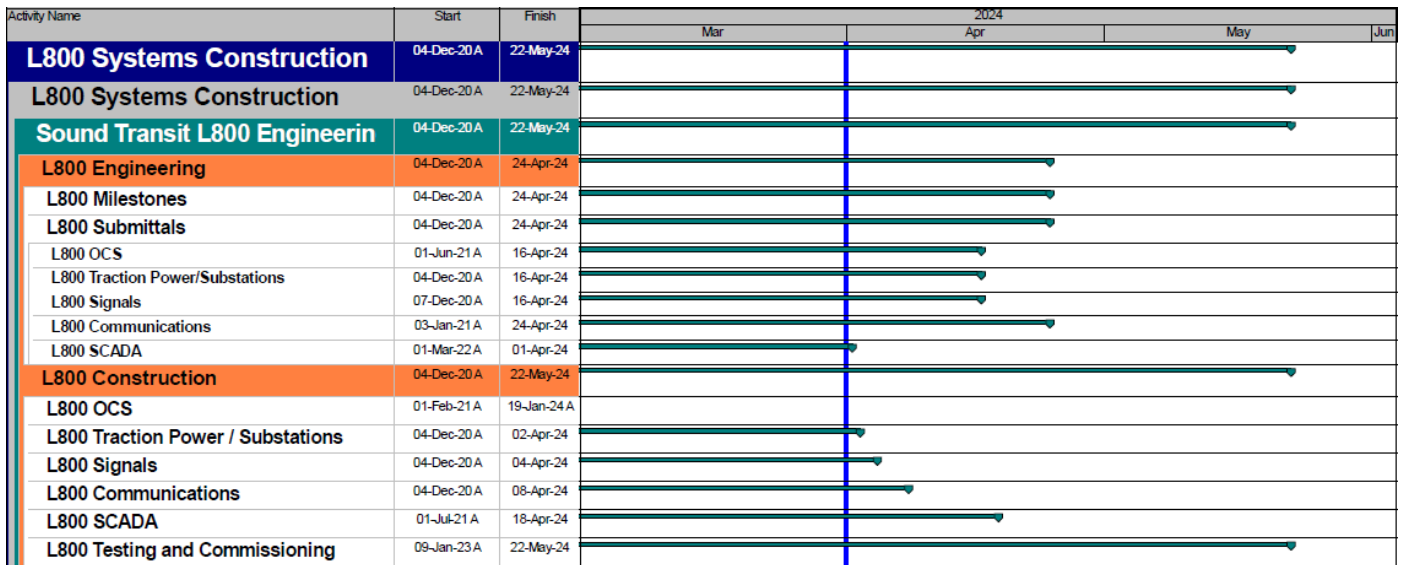 Activity Name Start Finish 2024
Mar Apr May Jun
L800 Systems Construction 04-Dec-20 A 22-May-24
L800 Systems Construction 04-Dec-20 A 22-May-24
Sound Transit L800 Engineerin 04-Dec-20 A 22-May-24
L800 Engineering 04-Dec-20 A 24-Apr-24
L800 Milestones 04-Dec-20 A 24-Apr-24
L800 Submittals 04-Dec-20 A 24-Apr-24
L800 OCS 01-Jun-21 A 16-Apr-24
L800 Traction Power/Substations 04-Dec-20 A 16-Apr-24
L800 Signals 07-Dec-20 A 16-Apr-24
L800 Communications 03-Jan-21 A 24-Apr-24
L800 SCADA 01-Mar-22 A 01-Apr-24
L800 Construction 04-Dec-20 A 22-May-24
L800 OCS 01-Feb-21 A 19-Jan-24 A
L800 Traction Power / Substations 04-Dec-20 A 02-Apr-24
L800 Signals 04-Dec-20 A 04-Apr-24
L800 Communications 04-Dec-20 A 08-Apr-24
L800 SCADA 01-Jul-21 A 18-Apr-24
L800 Testing and Commissioning 09-Jan-23 A 22-May-24